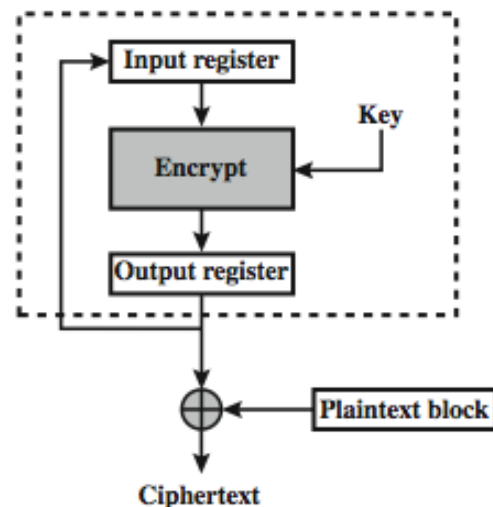 Input register
Key
Encrypt
Output register
Plaintext block
Ciphertext